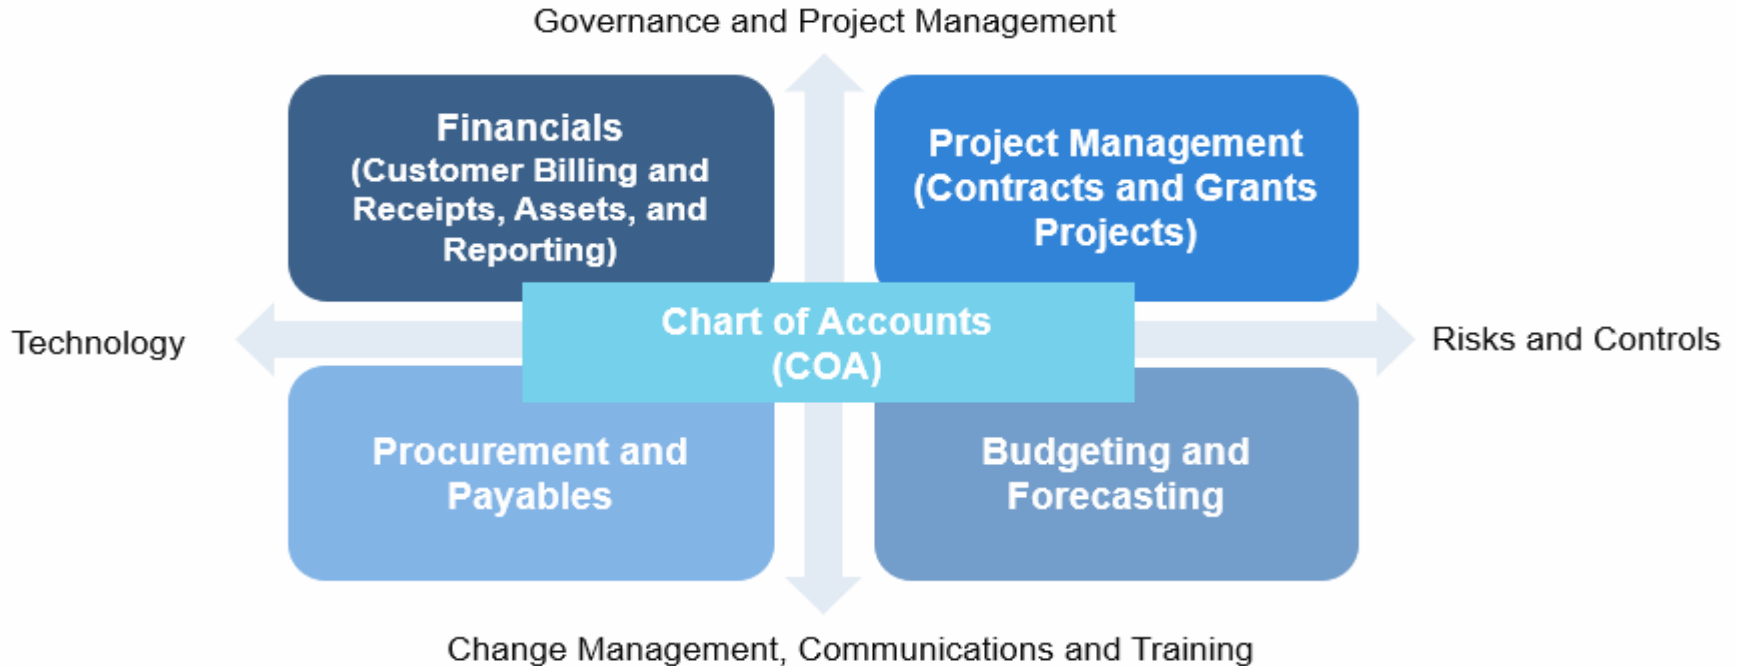 Governance and Project Management
Financials
(Customer Billing and
Receipts, Assets, and
Reporting)
Project Management
(Contracts and Grants
Projects)
Technology
Chart of Accounts
(COA)
Risks and Controls
Procurement and
Payables
Budgeting and
Forecasting
Change Management, Communications and Training